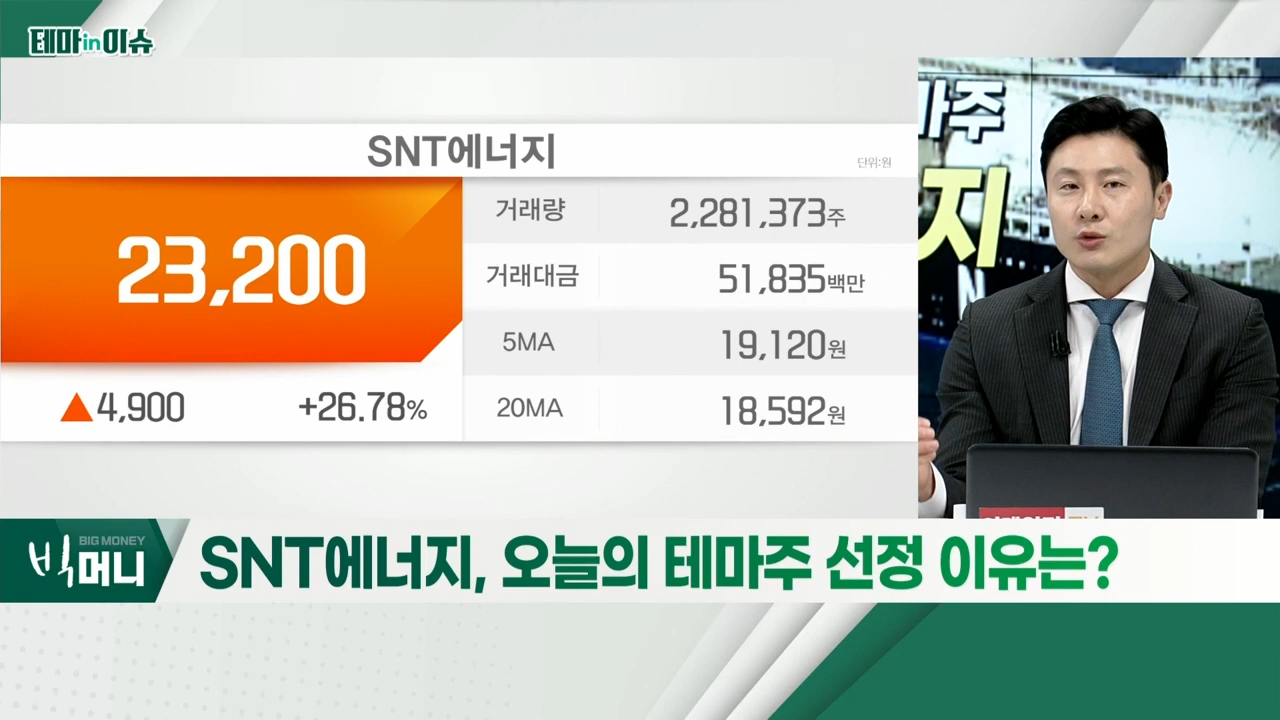 테마in이슈
SNT에너지
단위:원
23,200
▲4,900 +26.78%
거래량 2,281,373주
거래대금 51,835백만
5MA 19,120원
20MA 18,592원
마주
지
N
BIG MONEY
빅머니
SNT에너지, 오늘의 테마주 선정 이유는?